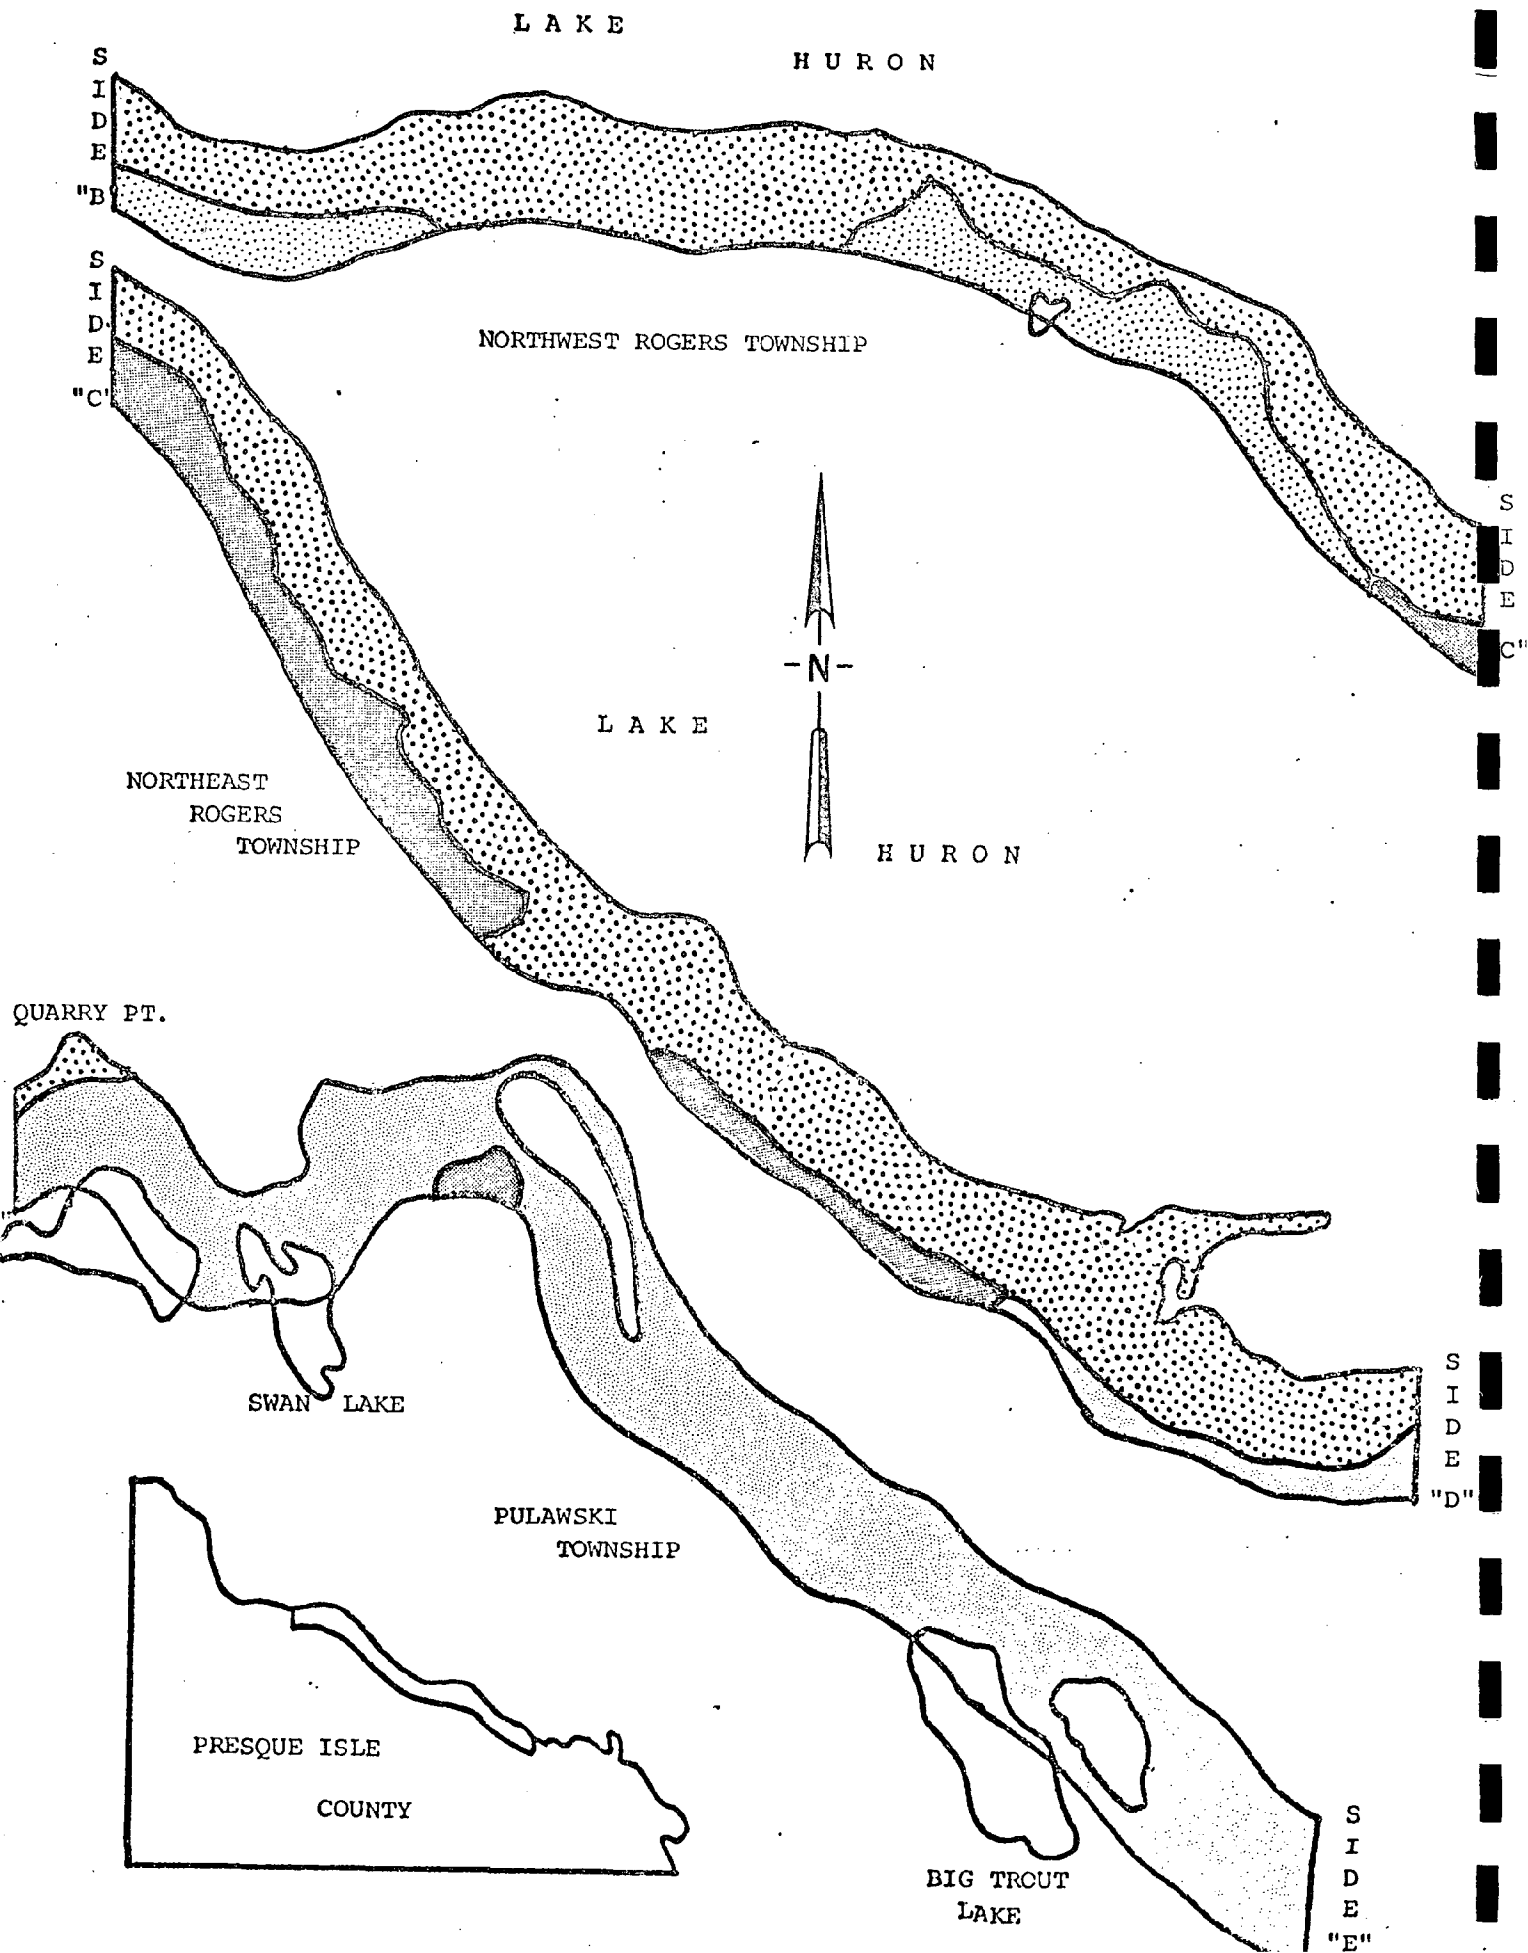 LAKE
HURON
SIDE
"B
SIDE
"C'
NORTHWEST ROGERS TOWNSHIP
SIDE
C"
-N-
LAKE
HURON
NORTHEAST
ROGERS
TOWNSHIP
QUARRY PT.
"
SWAN LAKE
SIDE
"D"
PULAWSKI
TOWNSHIP
PRESQUE ISLE
COUNTY
BIG TROUT
LAKE
SIDE
"E"